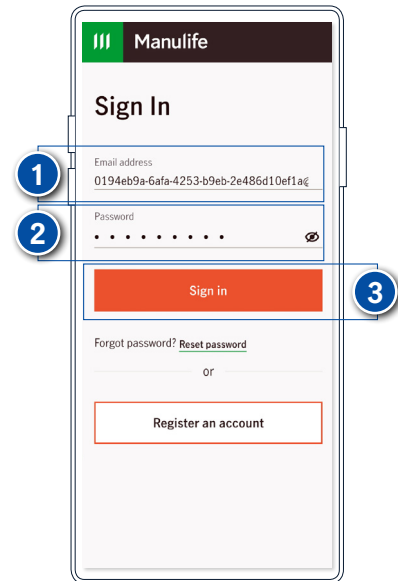 Manulife
Sign In
Email address
1
0194eb9a-6afa-4253-b9eb-2e486d10ef1a@
Password
2
Sign in
3
Forgot password? Reset password
or
Register an account